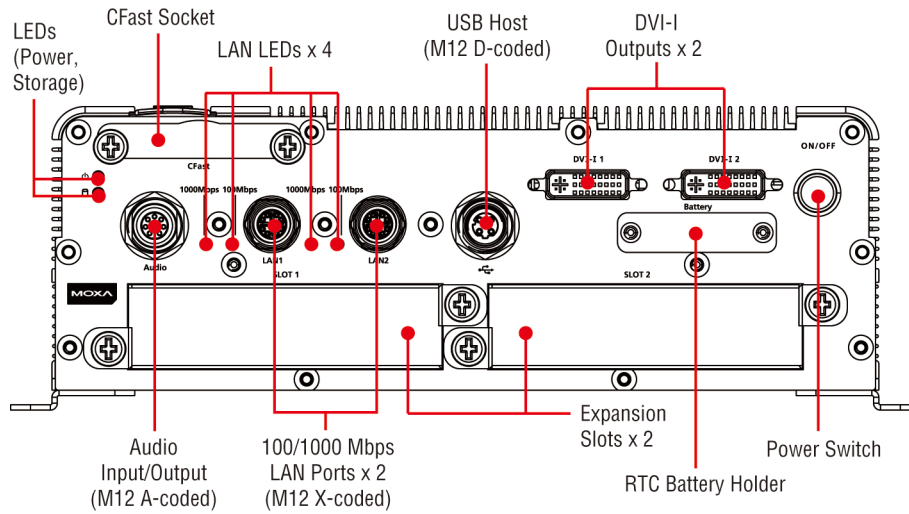 CFast Socket
USB Host
(M12 D-coded)
DVI-I
Outputs x 2
LEDs
(Power,
Storage)
LAN LEDs x 4
ON/OFF
CFast
DVI-I 1
DVI-I 2
1000Mbps
100Mbps
1000Mbps
100Mbps
Battery
Audio
LAN1
LAN2
SLOT 1
SLOT 2
MOXA
Audio
Input/Output
(M12 A-coded)
100/1000 Mbps
LAN Ports x 2
(M12 X-coded)
Expansion
Slots x 2
RTC Battery Holder
Power Switch